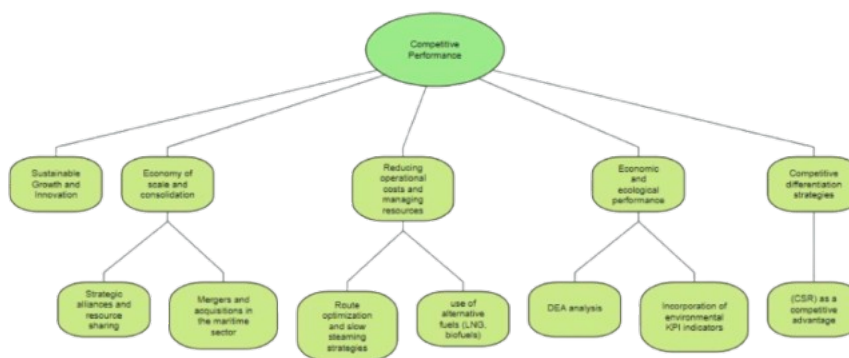 Competitive
Performance
Sustainable
Growth and
Innovation
Economy of
scale and
consolidation
Reducing
operational
costs and
managing
resources
Economic
and
ecological
performance
Competitive
differentiation
strategies
Strategic
alliances and
resource
sharing
Mergers and
acquisitions in
the maritime
sector
Route
optimization
and slow
steaming
strategies
use of
alternative
fuels (LNG,
biofuels)
DEA analysis
Incorporation of
environmental
KPI indicators
(CSR) as a
competitive
advantage